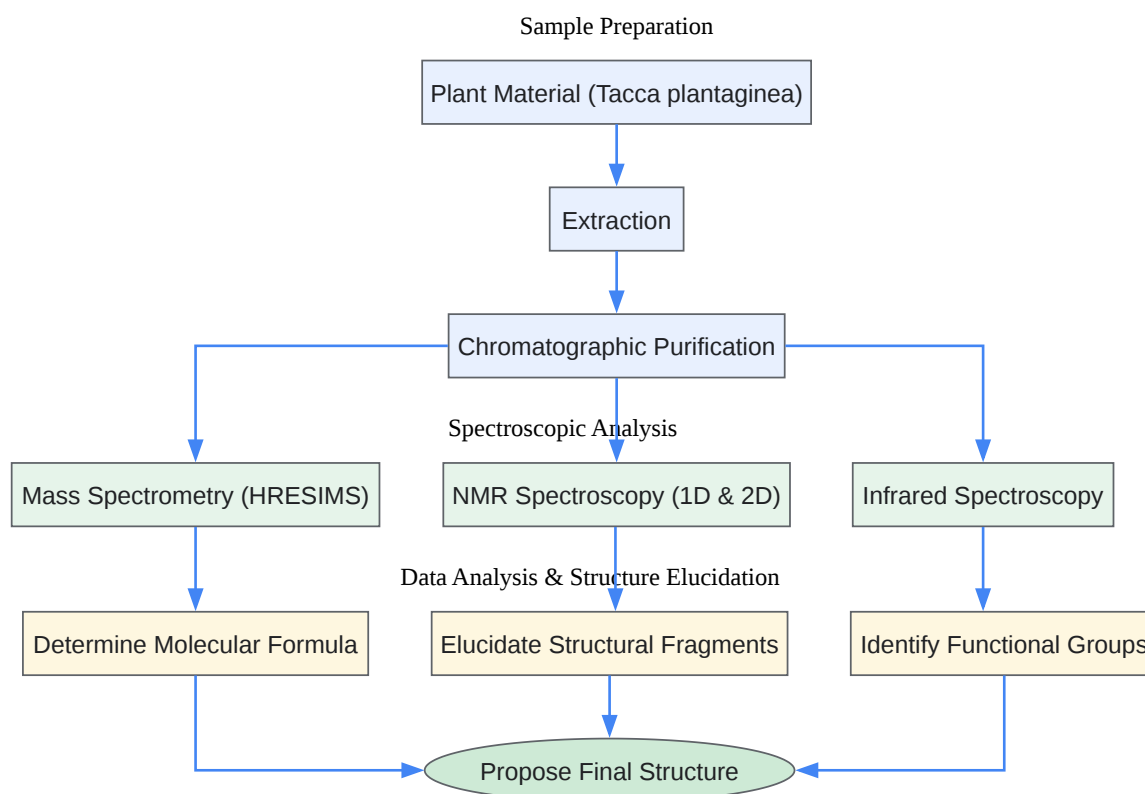 Sample Preparation
Plant Material (Tacca plantaginea)
Extraction
Chromatographic Purification
Spectroscopic Analysis
Mass Spectrometry (HRESIMS)
NMR Spectroscopy (1D & 2D)
Infrared Spectroscopy
Data Analysis & Structure Elucidation
Determine Molecular Formula
Elucidate Structural Fragments
Identify Functional Groups
Propose Final Structure